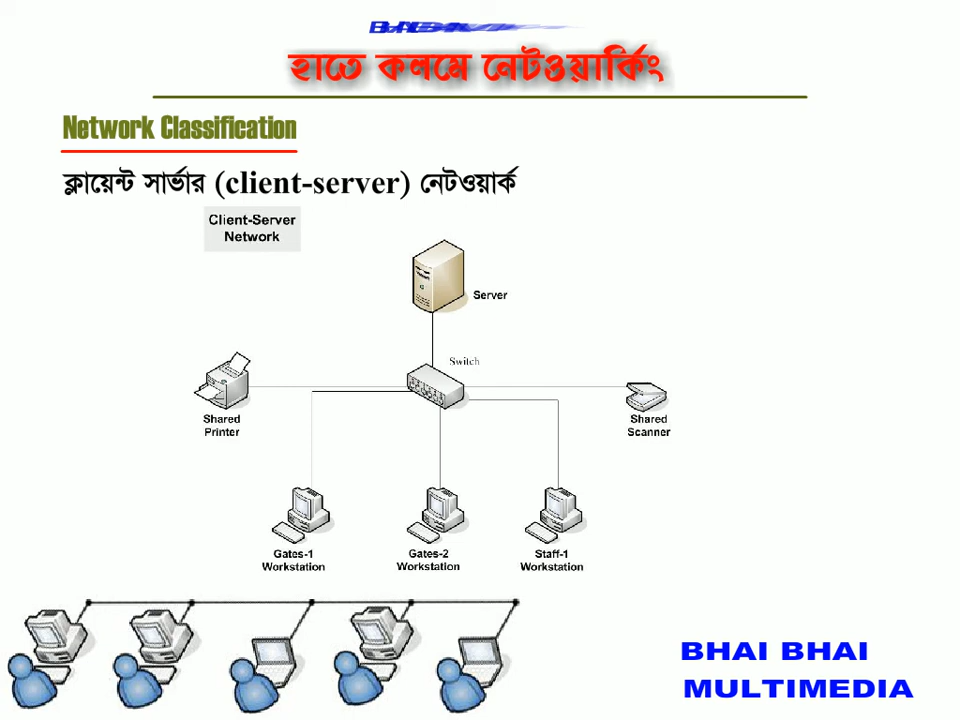 হাতে কলমে নেটওয়ার্কিং
Network Classification
ক্লায়েন্ট সার্ভার (client-server) নেটওয়ার্ক
Client-Server
Network
Server
Switch
Shared
Printer
Shared
Scanner
Gates-1
Workstation
Gates-2
Workstation
Staff-1
Workstation
BHAI BHAI
MULTIMEDIA